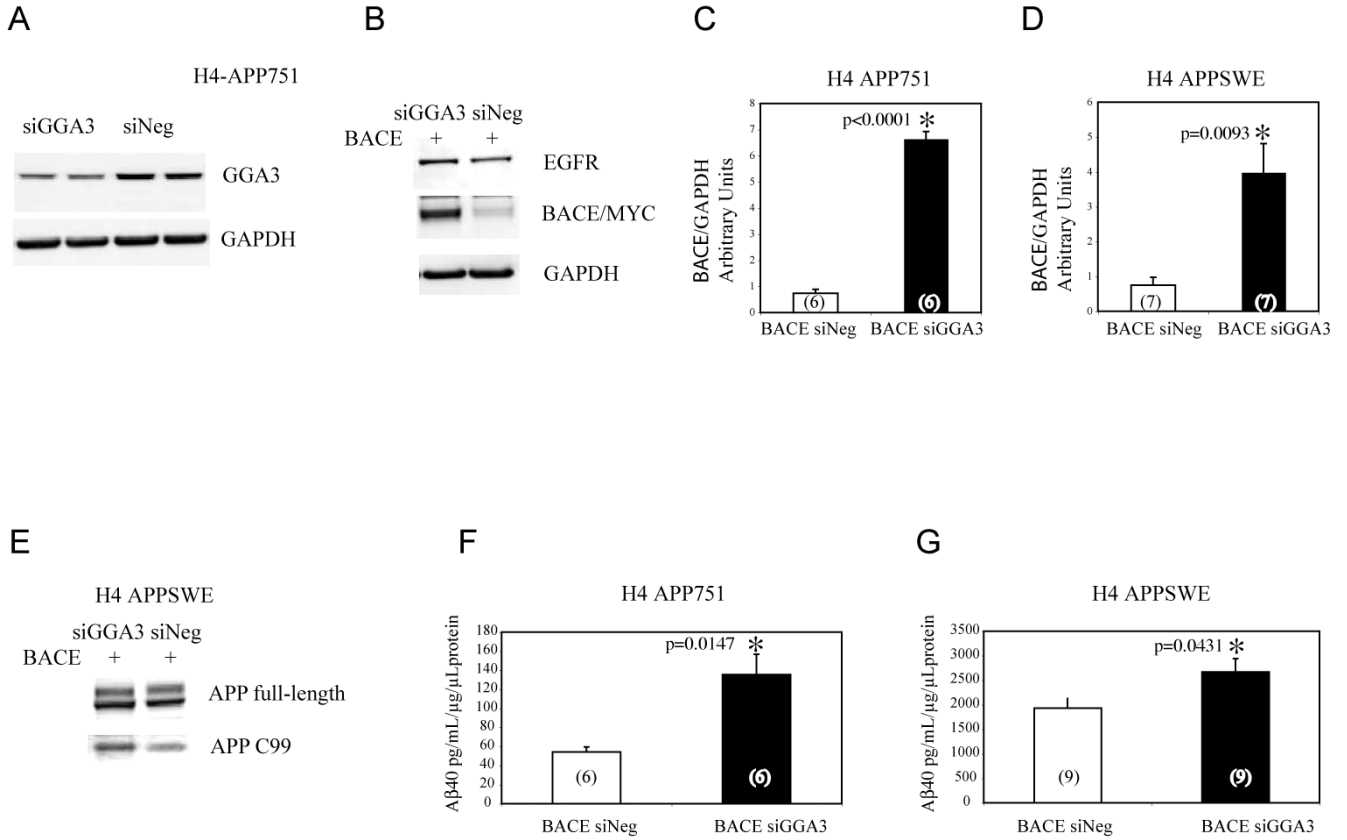 A
H4-APP751
siGGA3 siNeg
GGA3
GAPDH
B
siGGA3 siNeg
BACE + +
EGFR
BACE/MYC
GAPDH
C
H4 APP751
BACE/GAPDH
Arbitrary Units
8
7
6
5
4
3
2
1
0
p<0.0001 *
(6) (6)
BACE siNeg BACE siGGA3
D
H4 APPSWE
BACE/GAPDH
Arbitrary Units
6
5
4
3
2
1
0
p=0.0093 *
(7) (7)
BACE siNeg BACE siGGA3
E
H4 APPSWE
siGGA3 siNeg
BACE + +
APP full-length
APP C99
F
H4 APP751
Aβ40 pg/mL/µg/µLprotein
180
160
140
120
100
80
60
40
20
0
p=0.0147 *
(6) (6)
BACE siNeg BACE siGGA3
G
H4 APPSWE
Aβ40 pg/mL/µg/µLprotein
3500
3000
2500
2000
1500
1000
500
0
p=0.0431 *
(9) (9)
BACE siNeg BACE siGGA3